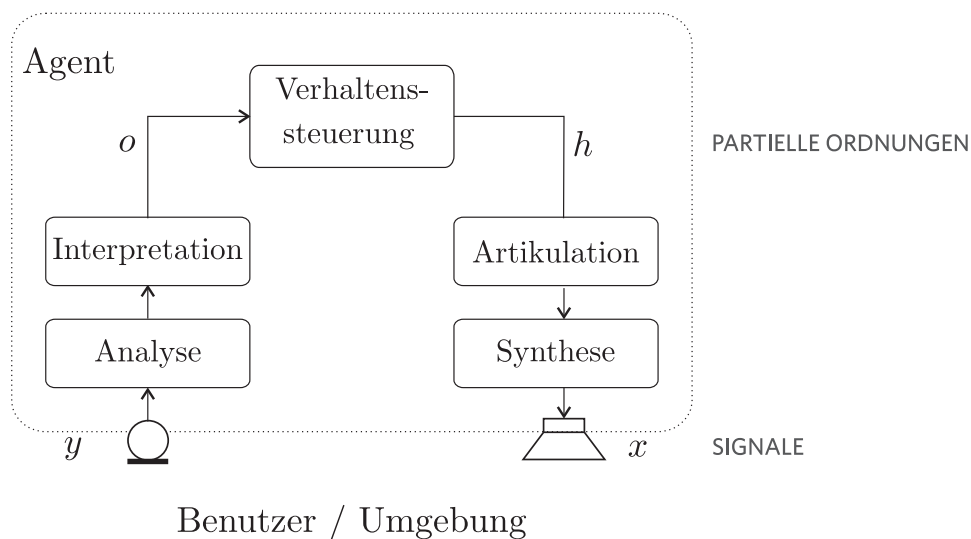 Agent
Verhaltens-
steuerung
o
h
PARTIELLE ORDNUNGEN
Interpretation
Artikulation
Analyse
Synthese
y
x
SIGNALE
Benutzer / Umgebung